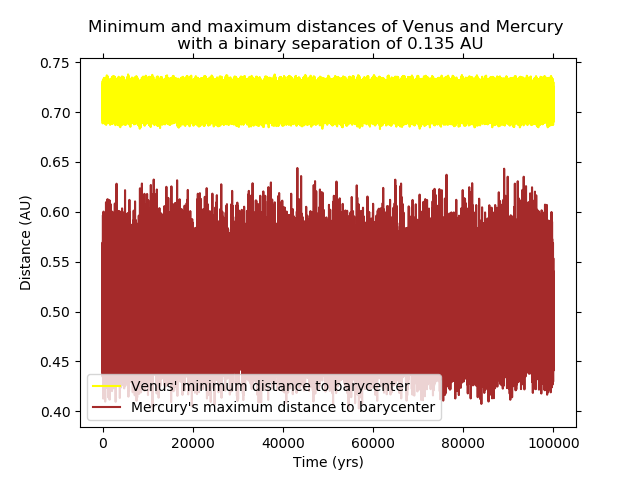 Minimum and maximum distances of Venus and Mercury
with a binary separation of 0.135 AU
0.75
0.70
0.65
0.60
0.55
0.50
0.45
0.40
Distance (AU)
Venus' minimum distance to barycenter
Mercury's maximum distance to barycenter
0 20000 40000 60000 80000 100000
Time (yrs)